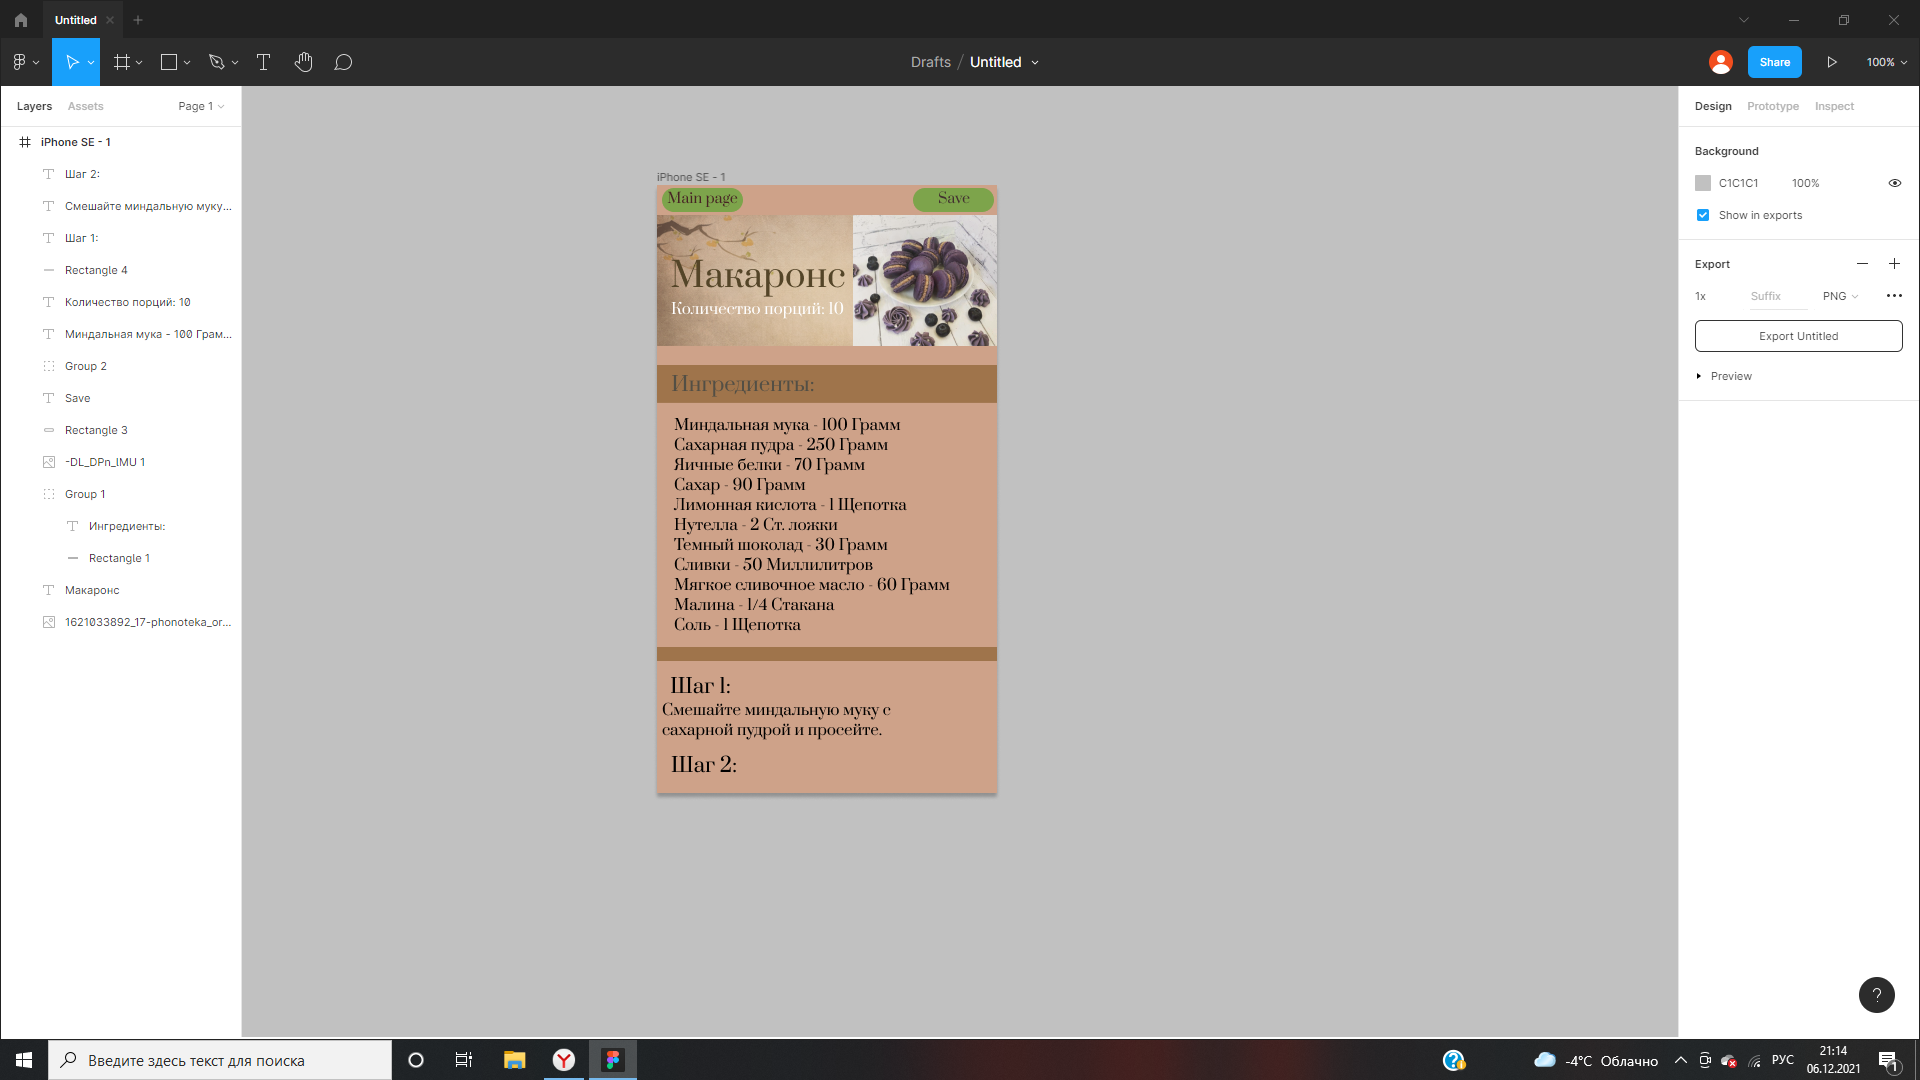 Untitled
Drafts / Untitled
Share
100%
Layers
Assets
Page 1
iPhone SE - 1
Шаг 2:
Смешайте миндальную муку...
Шаг 1:
Rectangle 4
Количество порций: 10
Миндальная мука - 100 Грам...
Group 2
Save
Rectangle 3
-DL_DPn_lMU 1
Group 1
Ингредиенты:
Rectangle 1
Макаронс
1621033892_17-phonoteka_or...
iPhone SE - 1
Main page
Save
Макаронс
Количество порций: 10
Ингредиенты:
Миндальная мука - 100 Грамм
Сахарная пудра - 250 Грамм
Яичные белки - 70 Грамм
Сахар - 90 Грамм
Лимонная кислота - 1 Щепотка
Нутелла - 2 Ст. ложки
Темный шоколад - 30 Грамм
Сливки - 50 Миллилитров
Мягкое сливочное масло - 60 Грамм
Малина - 1/4 Стакана
Соль - 1 Щепотка
Шаг 1:
Смешайте миндальную муку с
сахарной пудрой и просейте.
Шаг 2:
Design
Prototype
Inspect
Background
C1C1C1
100%
Show in exports
Export
1x
Suffix
PNG
Export Untitled
Preview
?
Введите здесь текст для поиска
-4°C Облачно
РУС
21:14
06.12.2021
1